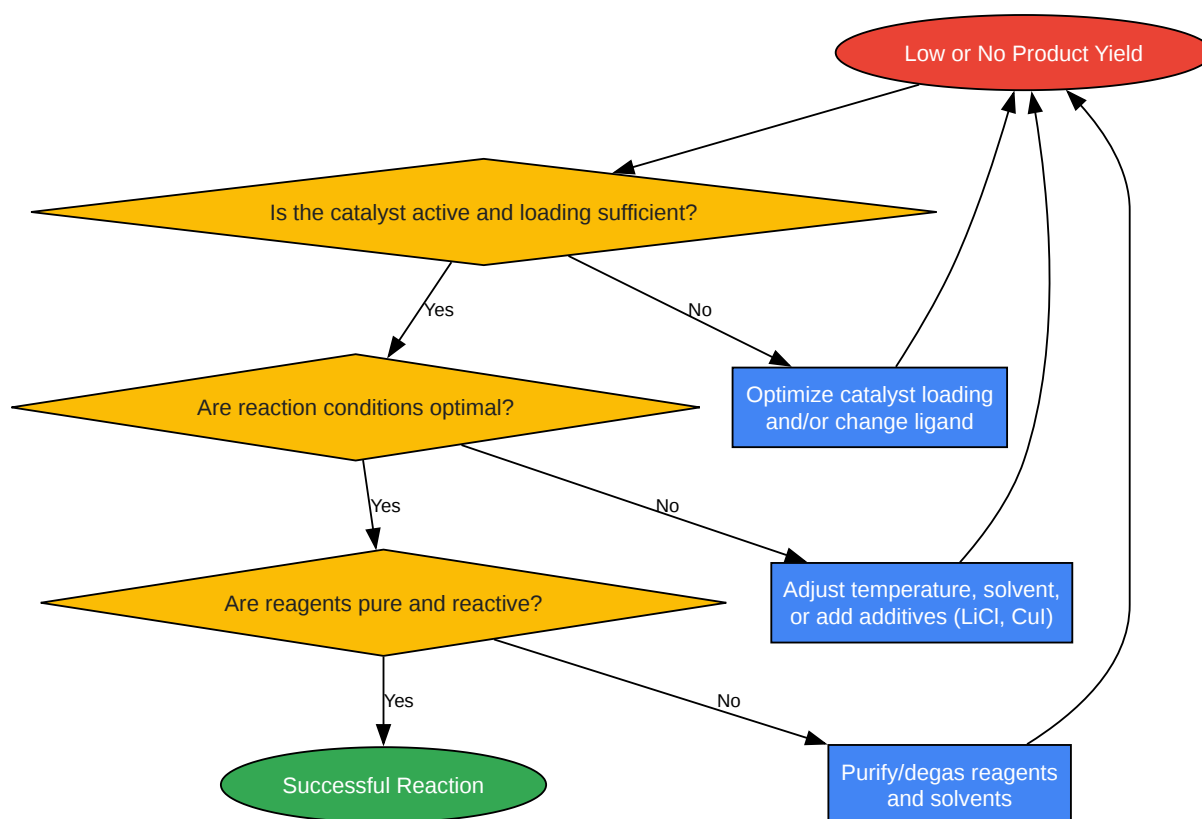 Low or No Product Yield
Is the catalyst active and loading sufficient?
Yes
No
Optimize catalyst loading
and/or change ligand
Are reaction conditions optimal?
Yes
No
Adjust temperature, solvent,
or add additives (LiCl, CuI)
Are reagents pure and reactive?
Yes
No
Successful Reaction
Purify/degas reagents
and solvents